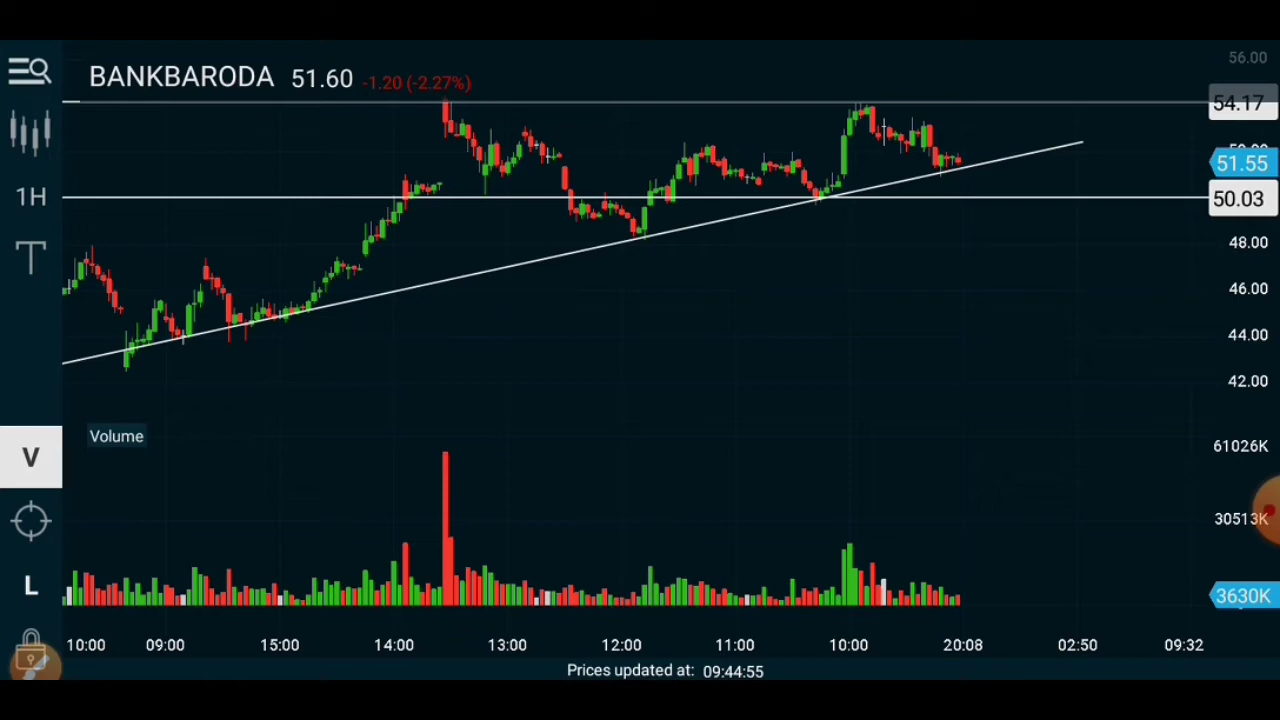 BANKBARODA 51.60 -1.20 (-2.27%)
56.00
54.17
51.55
50.03
1H
T
48.00
46.00
44.00
42.00
Volume
61026K
V
30513K
L
3630K
10:00 09:00 15:00 14:00 13:00 12:00 11:00 10:00 20:08 02:50 09:32
Prices updated at: 09:44:55